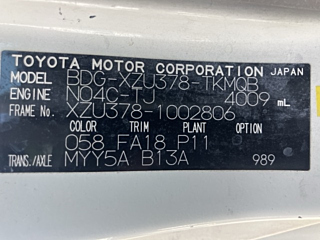 TOYOTA MOTOR CORPORATION JAPAN
MODEL BDG-XZU378-TKMQB
ENGINE N04C-TJ 4009 mL
FRAME No. XZU378-1002806
COLOR TRIM PLANT OPTION
058 FA18 P11
TRANS./AXLE MYY5A B13A 989